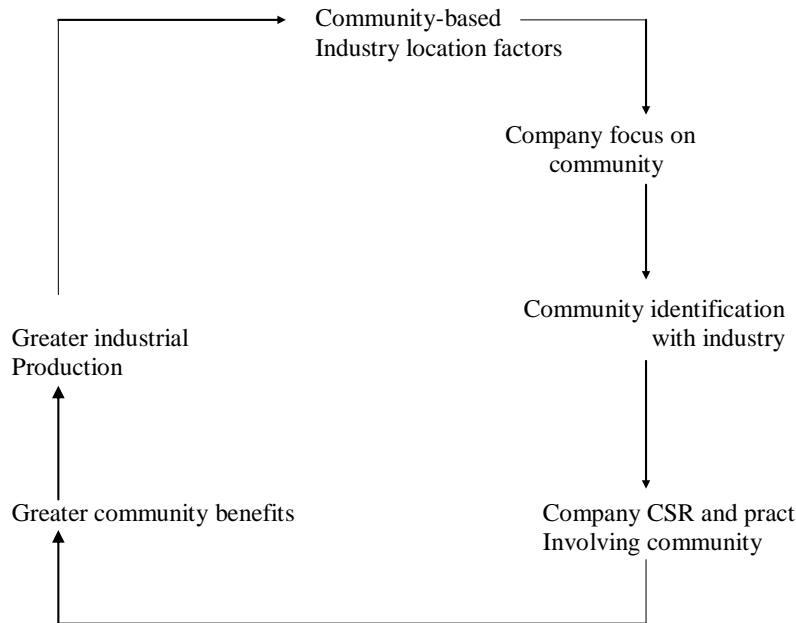 Community-based
Industry location factors
Company focus on
community
Community identification
with industry
Greater industrial
Production
Greater community benefits
Company CSR and pract
Involving community